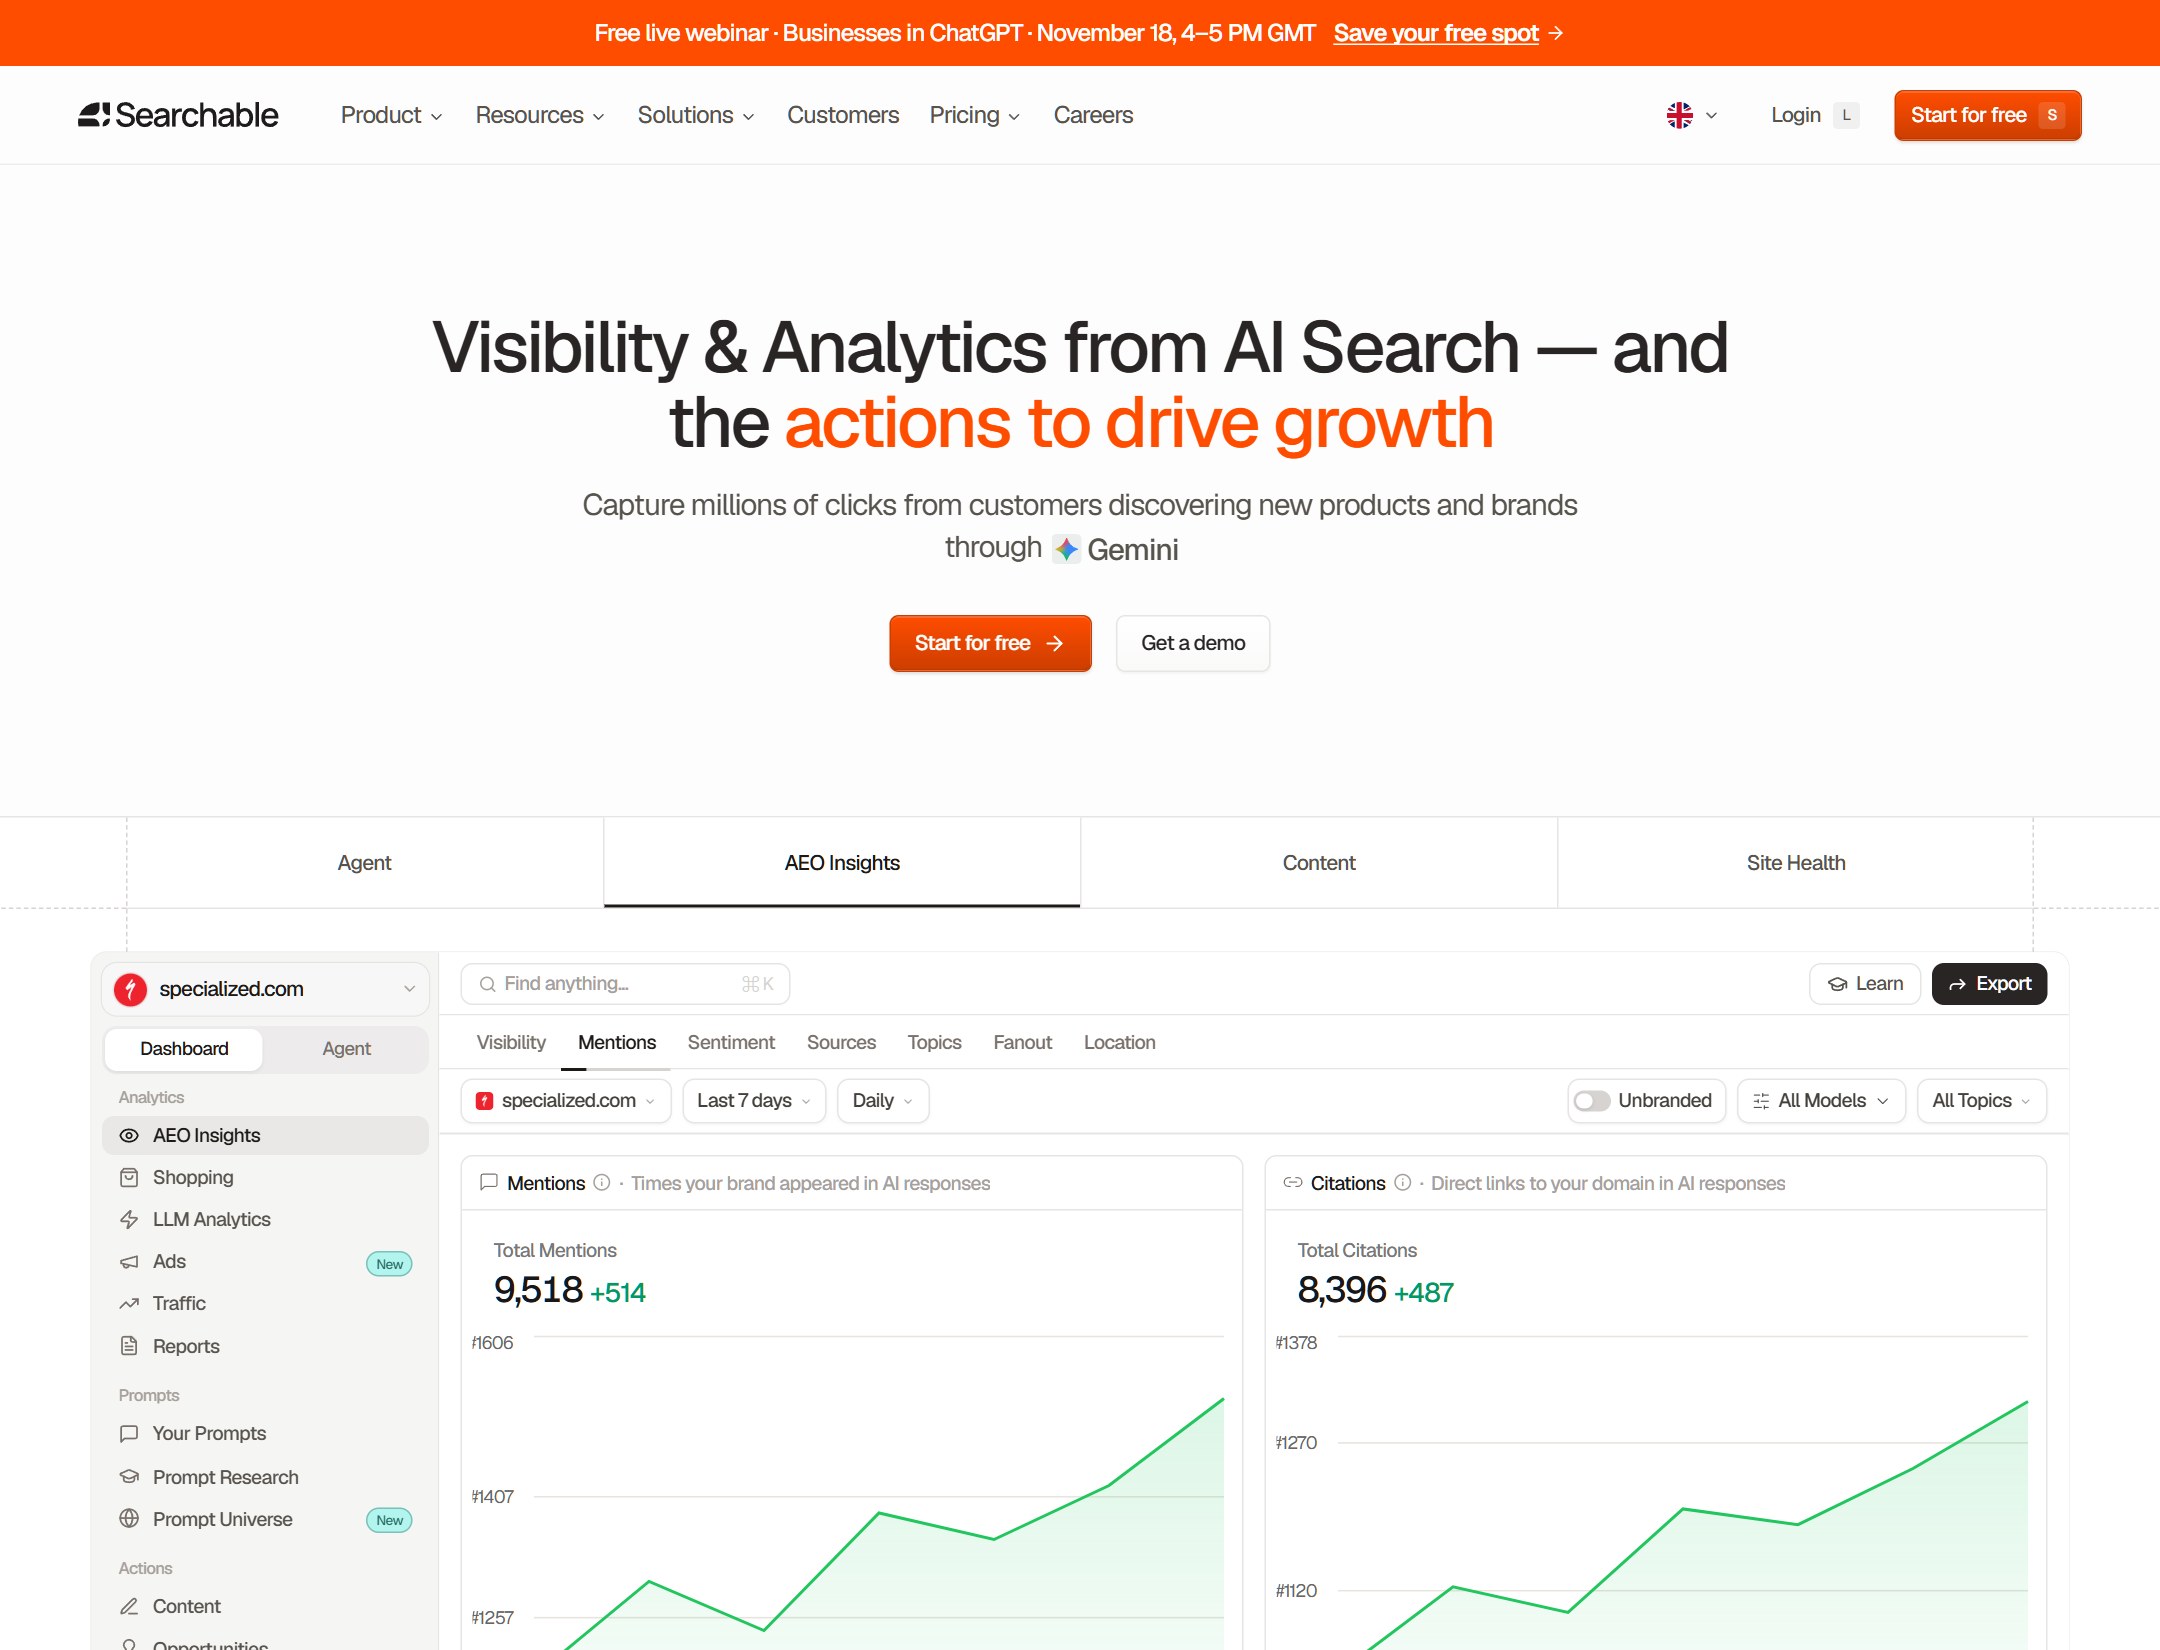 Free live webinar · Businesses in ChatGPT · November 18, 4–5 PM GMT Save your free spot →
Searchable
Product
Resources
Solutions
Customers
Pricing
Careers
Login L
Start for free S
Visibility & Analytics from AI Search — and
the actions to drive growth
Capture millions of clicks from customers discovering new products and brands
through Gemini
Start for free →
Get a demo
Agent
AEO Insights
Content
Site Health
specialized.com
Dashboard
Agent
Analytics
AEO Insights
Shopping
LLM Analytics
Ads New
Traffic
Reports
Prompts
Your Prompts
Prompt Research
Prompt Universe New
Actions
Content
Opportunities
Find anything... ⌘K
Learn
Export
Visibility
Mentions
Sentiment
Sources
Topics
Fanout
Location
specialized.com
Last 7 days
Daily
Unbranded
All Models
All Topics
Mentions · Times your brand appeared in AI responses
Total Mentions
9,518 +514
#1606
#1407
#1257
Citations · Direct links to your domain in AI responses
Total Citations
8,396 +487
#1378
#1270
#1120